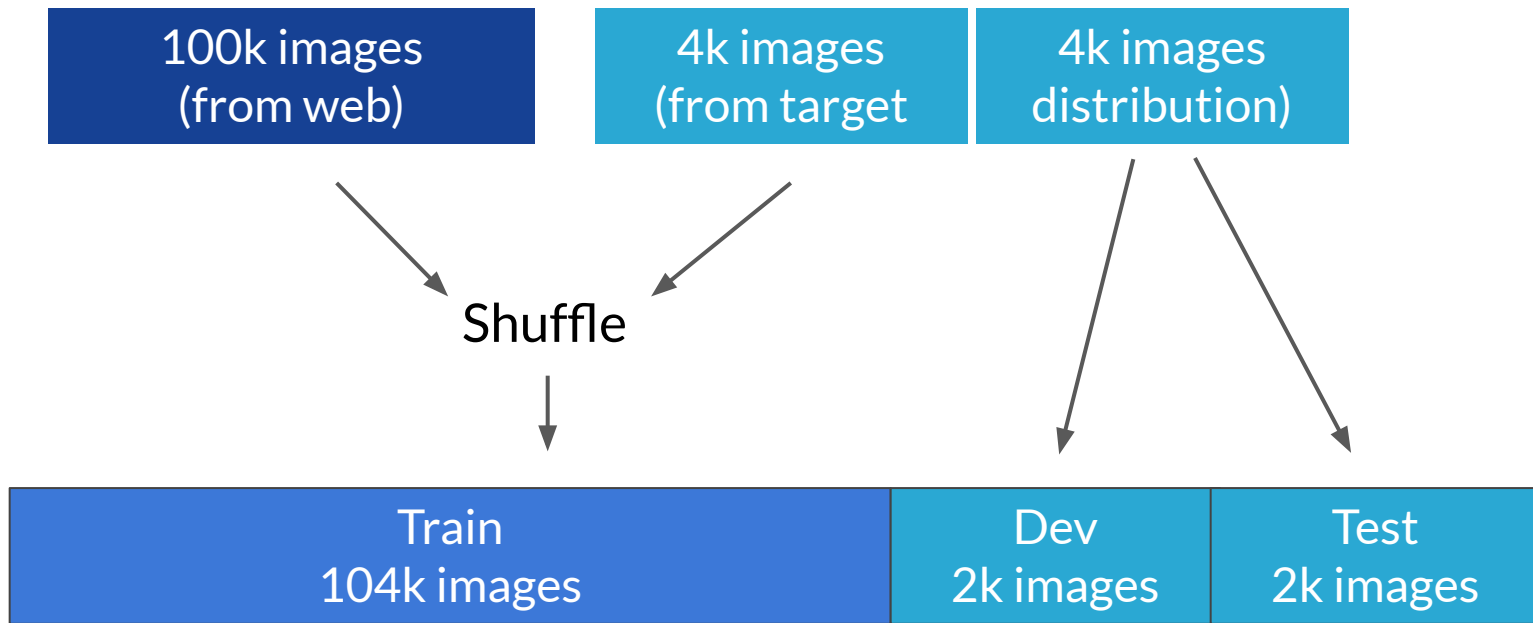 100k images
(from web)
4k images
(from target
4k images
distribution)
Shuffle
Train
104k images
Dev
2k images
Test
2k images